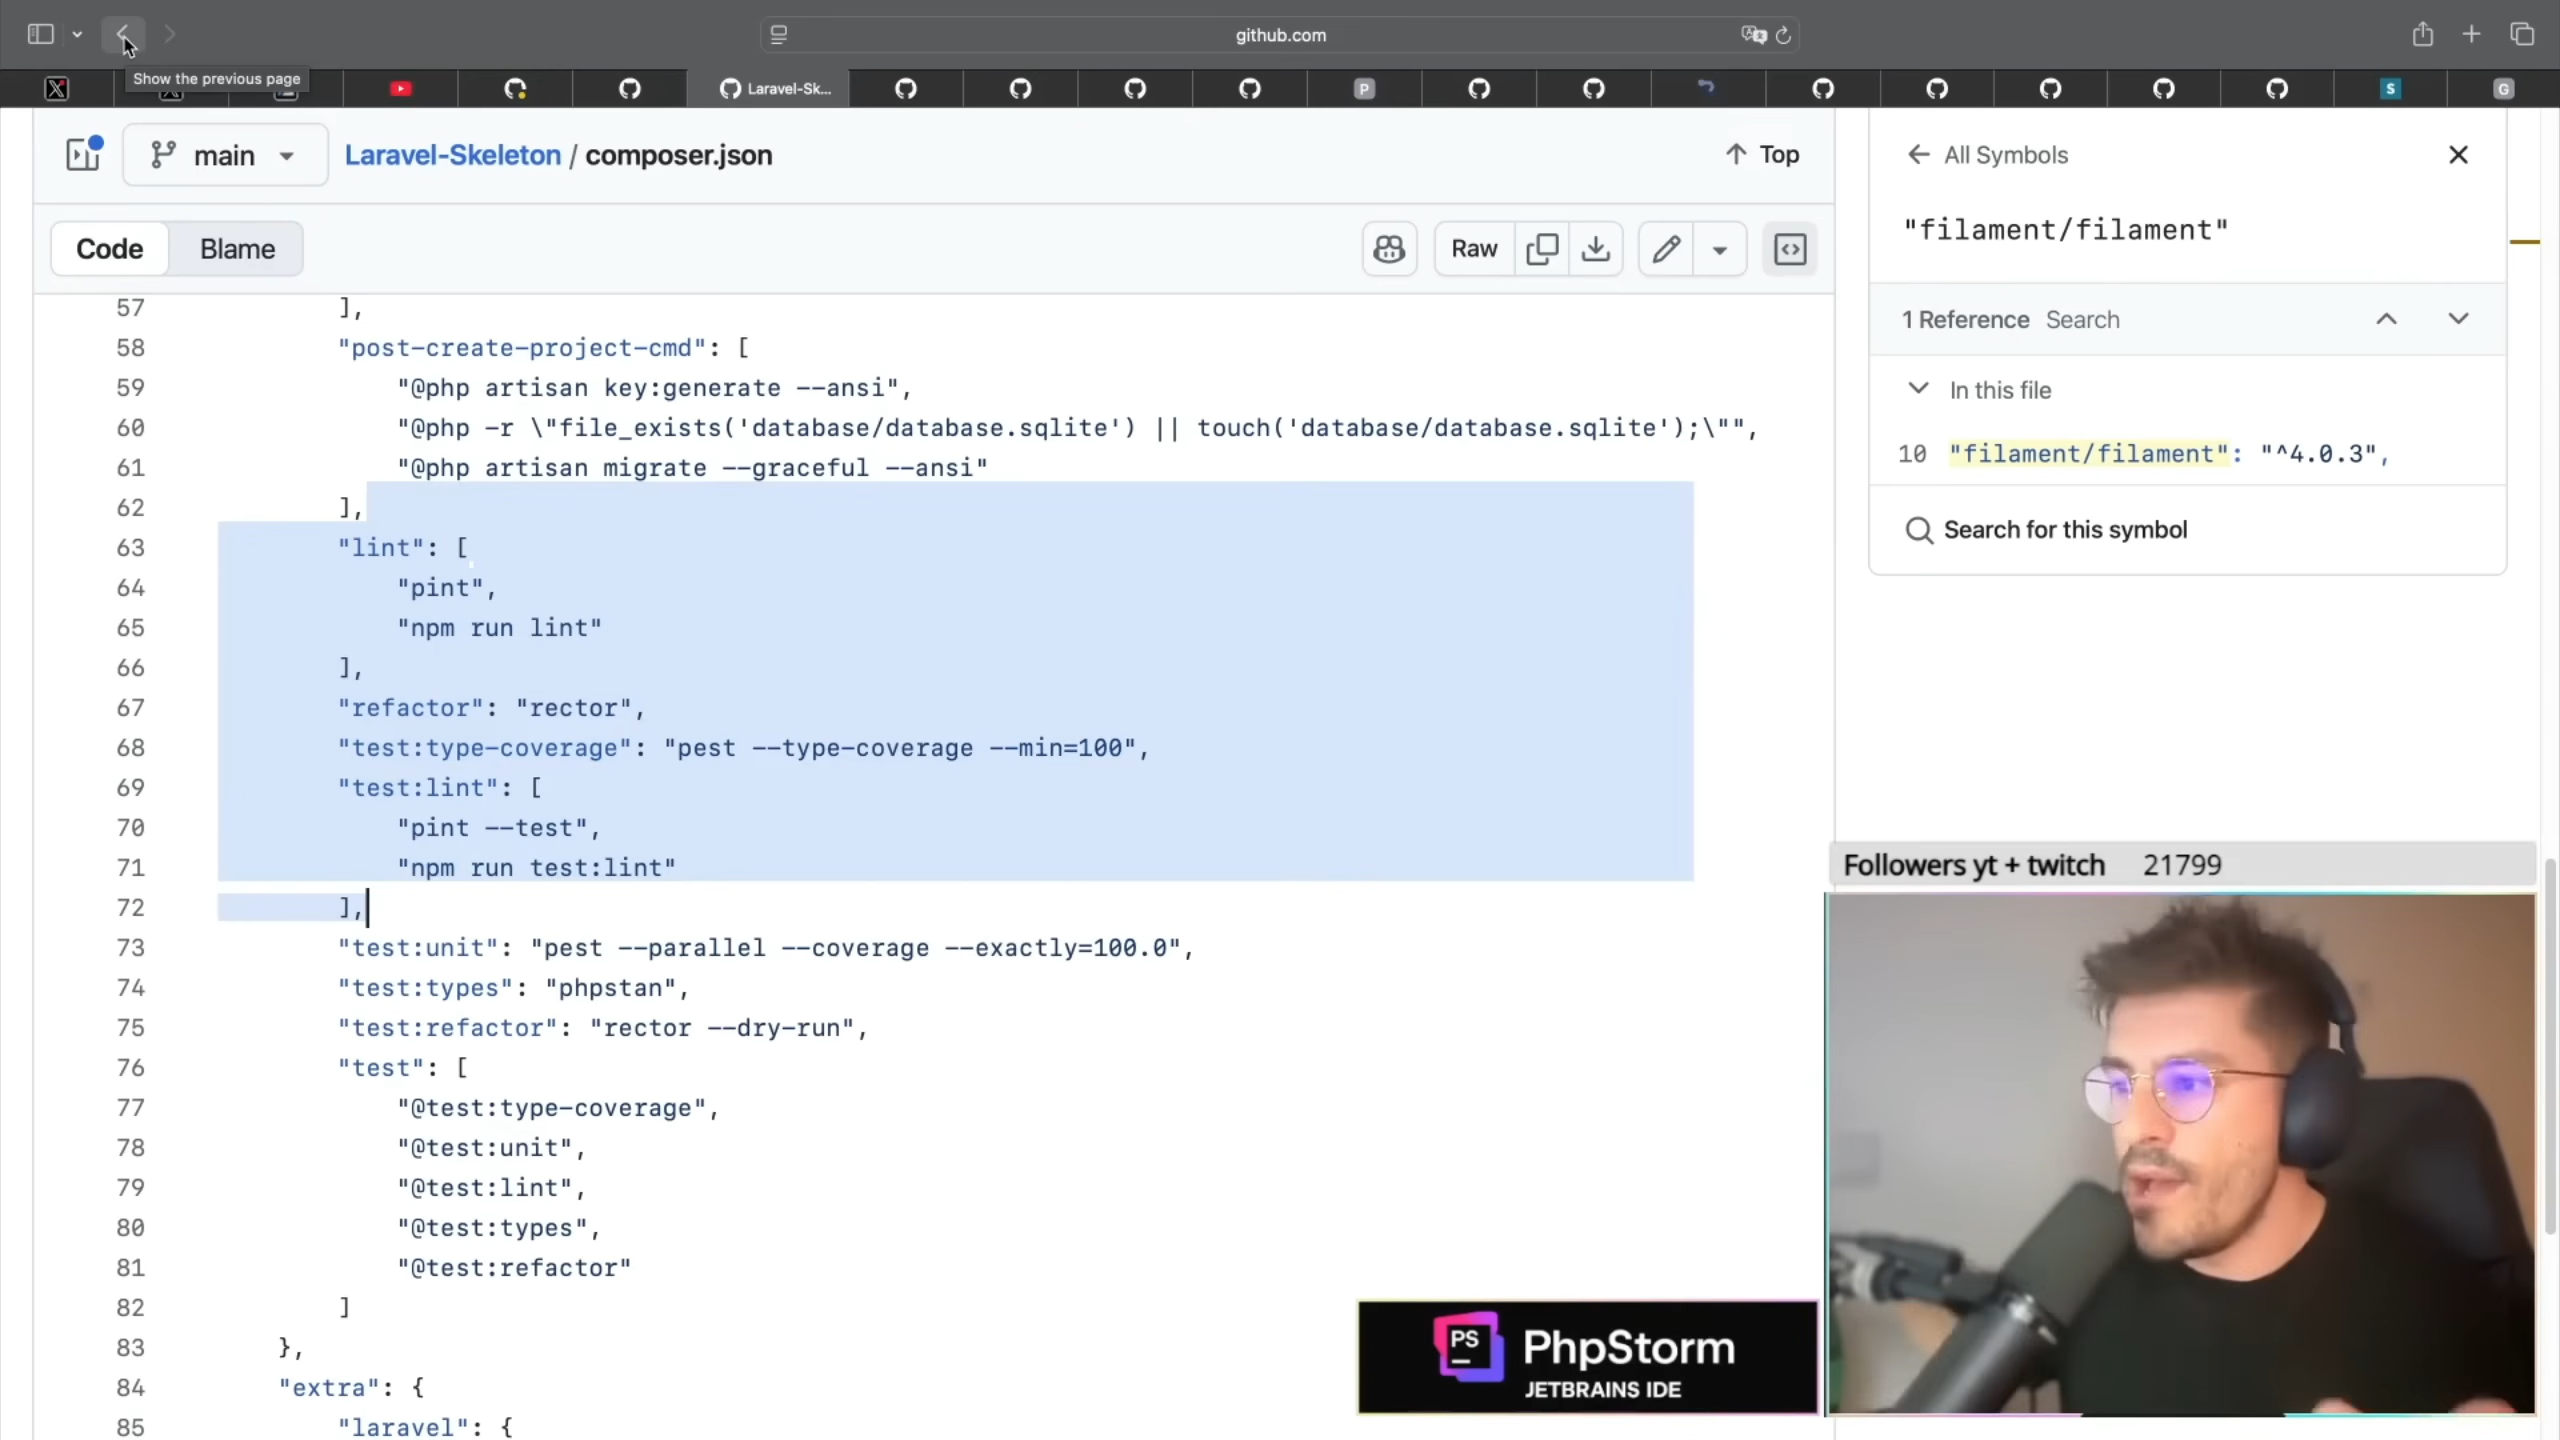 github.com
Show the previous page
Laravel-Sk...
P
S
G
main
Laravel-Skeleton / composer.json
Top
Code
Blame
Raw
57 ],
58 "post-create-project-cmd": [
59 "@php artisan key:generate --ansi",
60 "@php -r \"file_exists('database/database.sqlite') || touch('database/database.sqlite');\"",
61 "@php artisan migrate --graceful --ansi"
62 ],
63 "lint": [
64 "pint",
65 "npm run lint"
66 ],
67 "refactor": "rector",
68 "test:type-coverage": "pest --type-coverage --min=100",
69 "test:lint": [
70 "pint --test",
71 "npm run test:lint"
72 ],
73 "test:unit": "pest --parallel --coverage --exactly=100.0",
74 "test:types": "phpstan",
75 "test:refactor": "rector --dry-run",
76 "test": [
77 "@test:type-coverage",
78 "@test:unit",
79 "@test:lint",
80 "@test:types",
81 "@test:refactor"
82 ]
83 },
84 "extra": {
85 "laravel": {
All Symbols
"filament/filament"
1 Reference Search
In this file
10 "filament/filament": "^4.0.3",
Search for this symbol
Followers yt + twitch 21799
PS
PhpStorm
JETBRAINS IDE